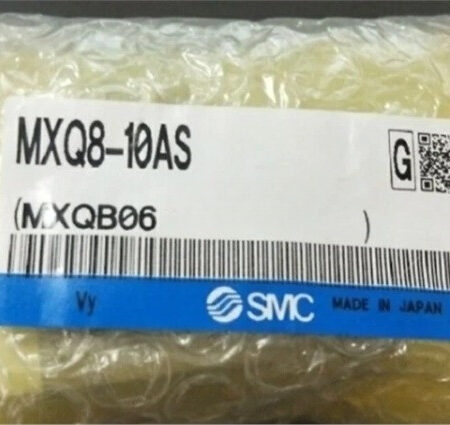 MXQ8-10AS
G
(MXQB06 )
Vy
SMC
MADE IN JAPAN